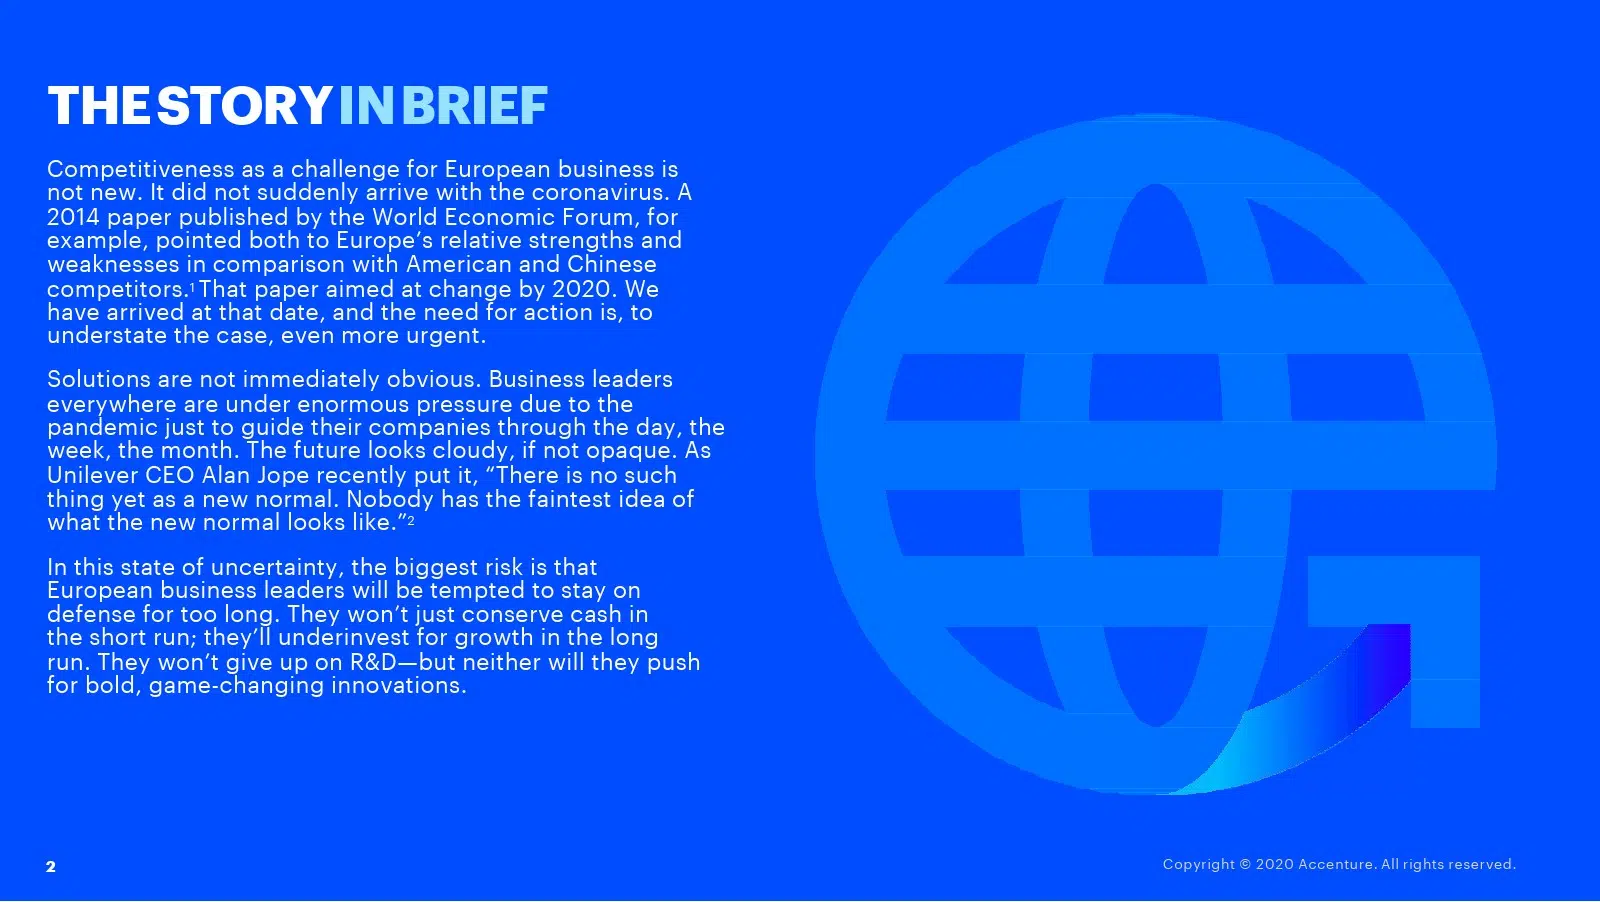 THE STORY IN BRIEF
Competitiveness as a challenge for European business is
not new. It did not suddenly arrive with the coronavirus. A
2014 paper published by the World Economic Forum, for
example, pointed both to Europe’s relative strengths and
weaknesses in comparison with American and Chinese
competitors.¹ That paper aimed at change by 2020. We
have arrived at that date, and the need for action is, to
understate the case, even more urgent.
Solutions are not immediately obvious. Business leaders
everywhere are under enormous pressure due to the
pandemic just to guide their companies through the day, the
week, the month. The future looks cloudy, if not opaque. As
Unilever CEO Alan Jope recently put it, “There is no such
thing yet as a new normal. Nobody has the faintest idea of
what the new normal looks like.”²
In this state of uncertainty, the biggest risk is that
European business leaders will be tempted to stay on
defense for too long. They won’t just conserve cash in
the short run; they’ll underinvest for growth in the long
run. They won’t give up on R&D—but neither will they push
for bold, game-changing innovations.
2
Copyright © 2020 Accenture. All rights reserved.